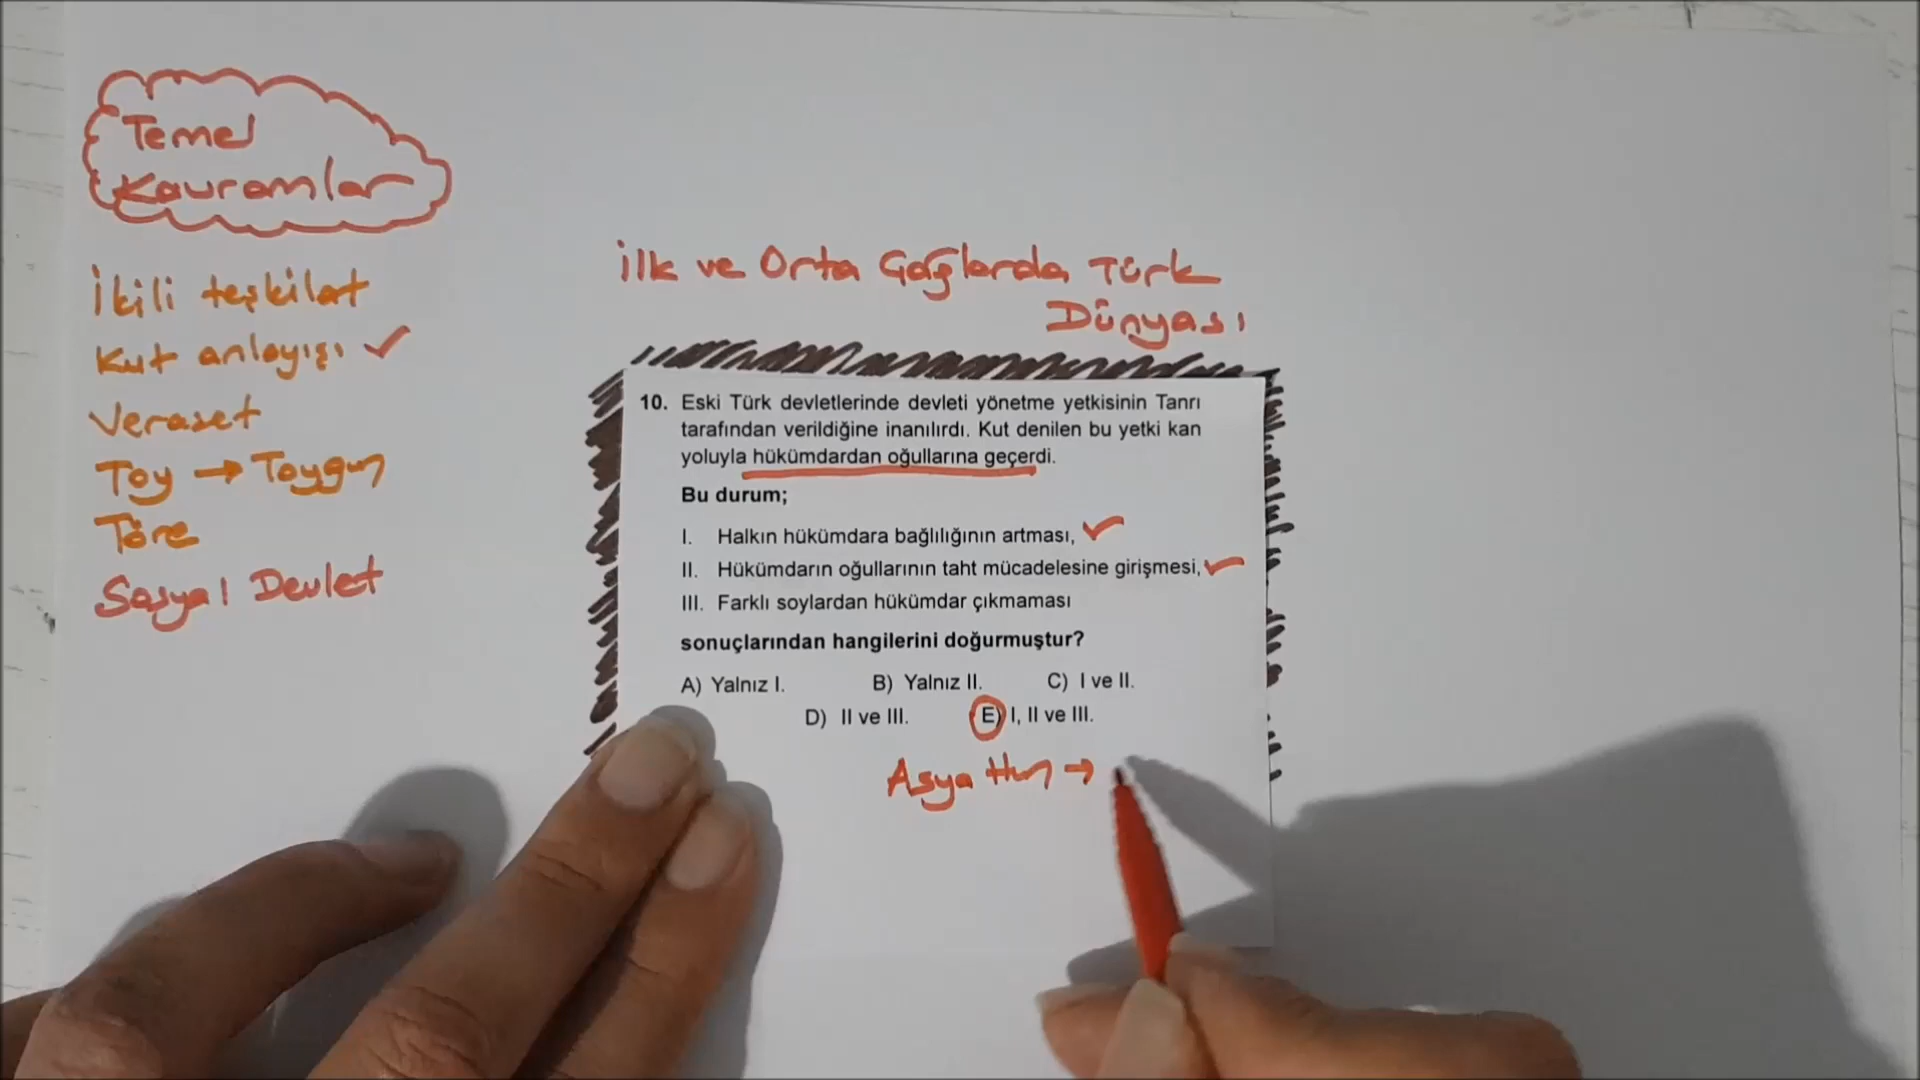 Temel
Kavramlar
İkili teşkilat
Kut anlayışı ✓
Veraset
Toy → Toygun
Töre
Sosyal Devlet
İlk ve Orta Çağlarda Türk
Dünyası
10. Eski Türk devletlerinde devleti yönetme yetkisinin Tanrı
tarafından verildiğine inanılırdı. Kut denilen bu yetki kan
yoluyla hükümdardan oğullarına geçerdi.
Bu durum;
I. Halkın hükümdara bağlılığının artması, ✓
II. Hükümdarın oğullarının taht mücadelesine girişmesi, ✓
III. Farklı soylardan hükümdar çıkmaması
sonuçlarından hangilerini doğurmuştur?
A) Yalnız I. B) Yalnız II. C) I ve II.
D) II ve III. E) I, II ve III.
Asya Hun →